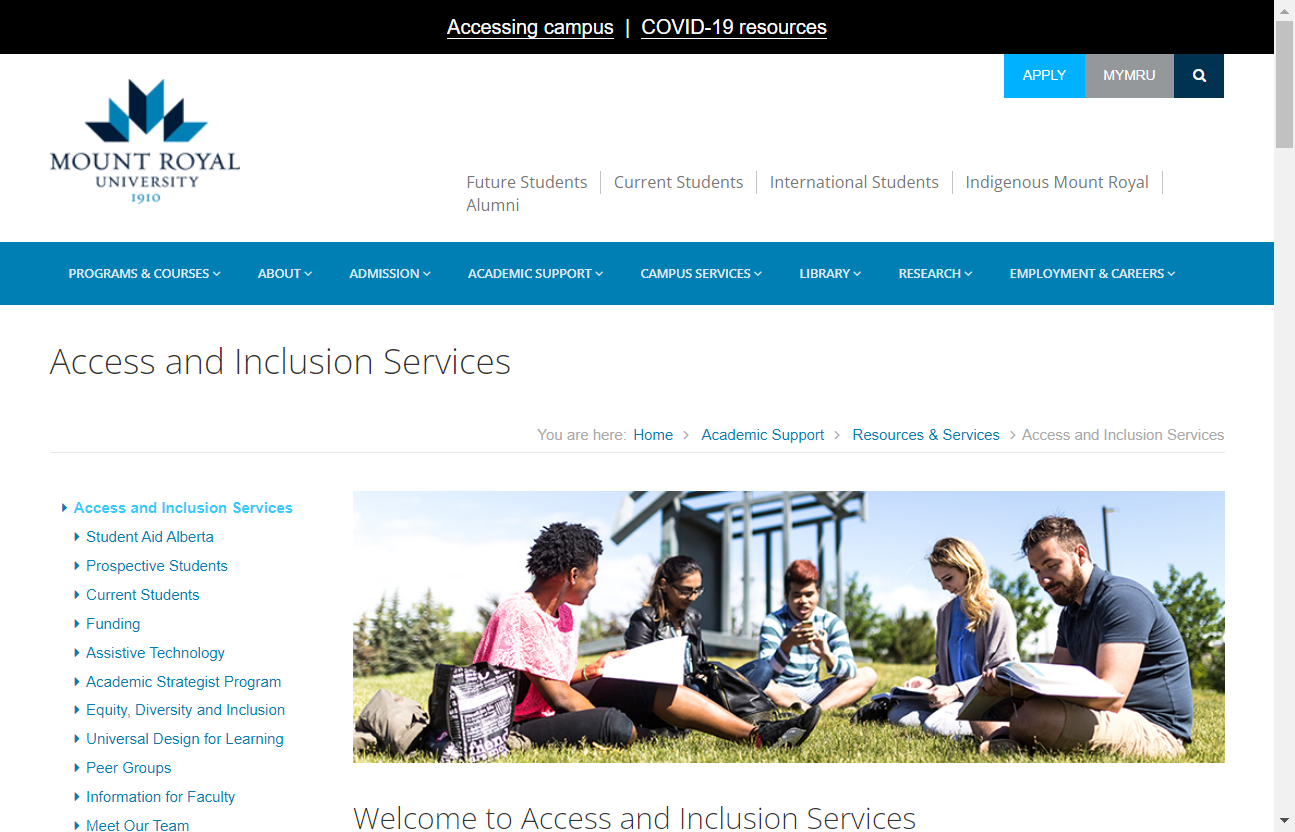 Accessing campus | COVID-19 resources
APPLY MYMRU
MOUNT ROYAL
UNIVERSITY
1910
Future Students Current Students International Students Indigenous Mount Royal
Alumni
PROGRAMS & COURSES ABOUT ADMISSION ACADEMIC SUPPORT CAMPUS SERVICES LIBRARY RESEARCH EMPLOYMENT & CAREERS
Access and Inclusion Services
You are here: Home > Academic Support > Resources & Services > Access and Inclusion Services
Access and Inclusion Services
Student Aid Alberta
Prospective Students
Current Students
Funding
Assistive Technology
Academic Strategist Program
Equity, Diversity and Inclusion
Universal Design for Learning
Peer Groups
Information for Faculty
Meet Our Team
Welcome to Access and Inclusion Services